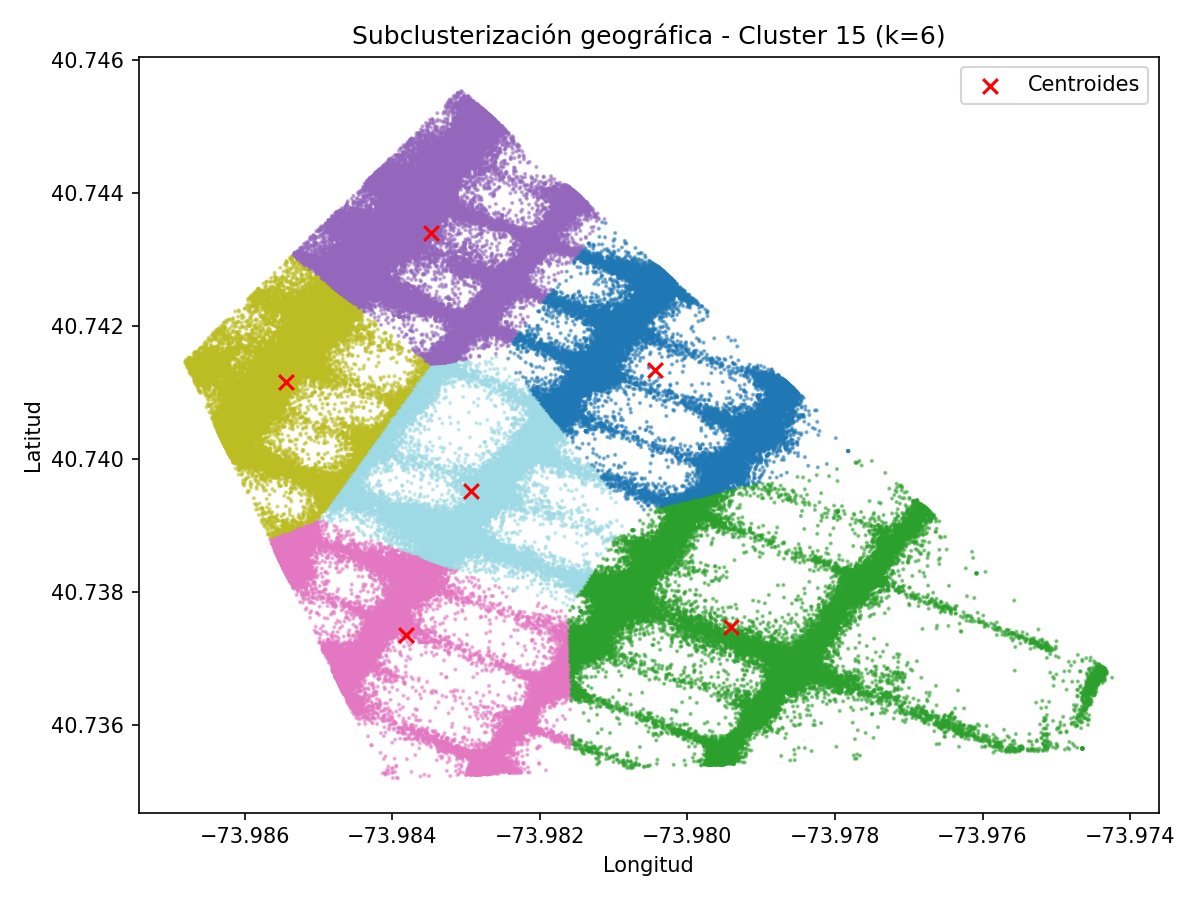 Subclusterización geográfica - Cluster 15 (k=6)
Centroides
40.746
40.744
40.742
40.740
40.738
40.736
Latitud
−73.986 −73.984 −73.982 −73.980 −73.978 −73.976 −73.974
Longitud